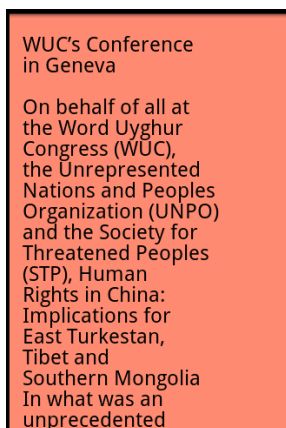 WUC’s Conference
in Geneva
On behalf of all at
the Word Uyghur
Congress (WUC),
the Unrepresented
Nations and Peoples
Organization (UNPO)
and the Society for
Threatened Peoples
(STP), Human
Rights in China:
Implications for
East Turkestan,
Tibet and
Southern Mongolia
In what was an
unprecedented